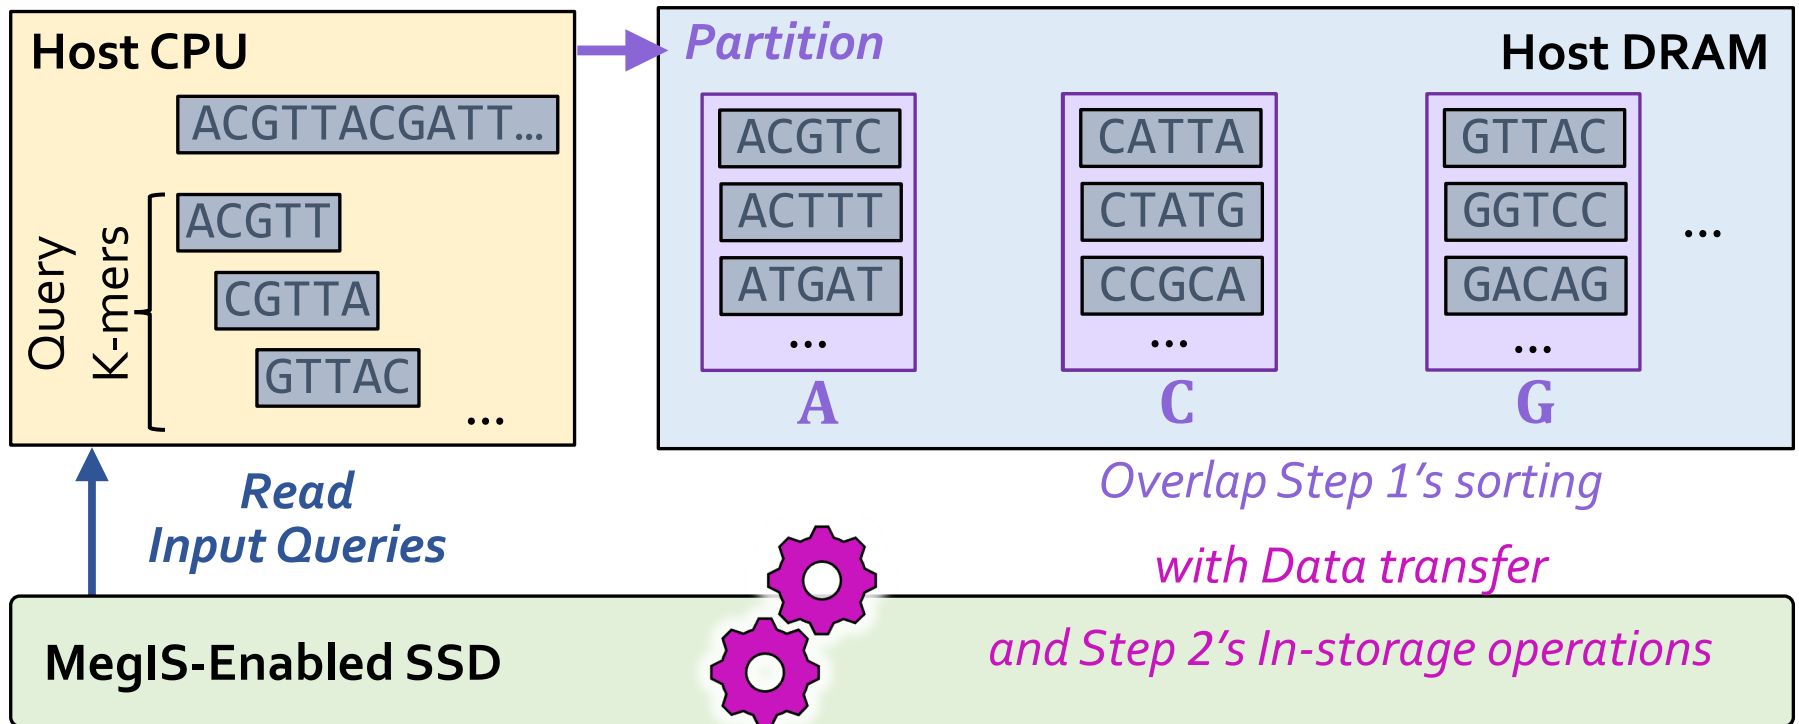 Host CPU
ACGTTACGATT...
Query
K-mers
ACGTT
CGTTA
GTTAC
...
Partition
Host DRAM
ACGTC
ACTTT
ATGAT
...
A
CATTA
CTATG
CCGCA
...
C
GTTAC
GGTCC
GACAG
...
G
...
Read
Input Queries
Overlap Step 1's sorting
with Data transfer
and Step 2's In-storage operations
MegIS-Enabled SSD